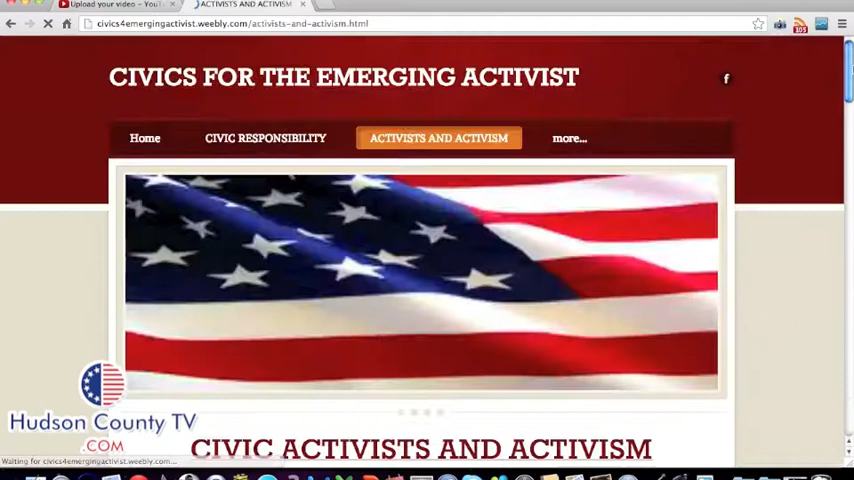 Upload your video – YouT
ACTIVISTS AND ACTIVISM
civics4emergingactivist.weebly.com/activists-and-activism.html
105
CIVICS FOR THE EMERGING ACTIVIST
f
Home CIVIC RESPONSIBILITY ACTIVISTS AND ACTIVISM more...
Hudson County TV
.COM
CIVIC ACTIVISTS AND ACTIVISM
Waiting for civics4emergingactivist.weebly.com...